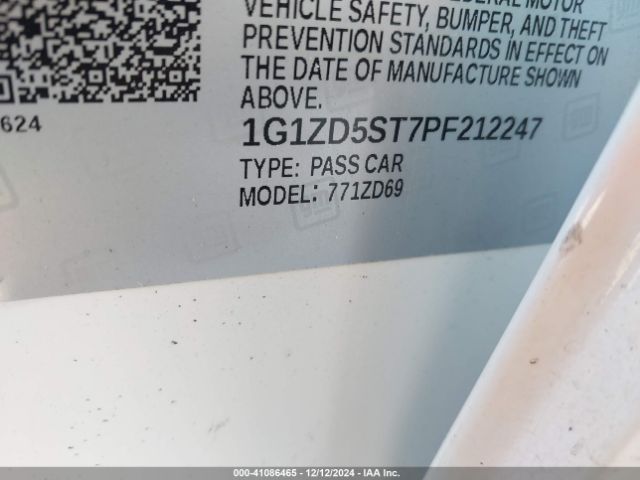 MOTOR
VEHICLE SAFETY, BUMPER, AND THEFT
PREVENTION STANDARDS IN EFFECT ON
THE DATE OF MANUFACTURE SHOWN
ABOVE.
624
1G1ZD5ST7PF212247
TYPE: PASS CAR
MODEL: 771ZD69
000-41086465 - 12/12/2024 - IAA Inc.